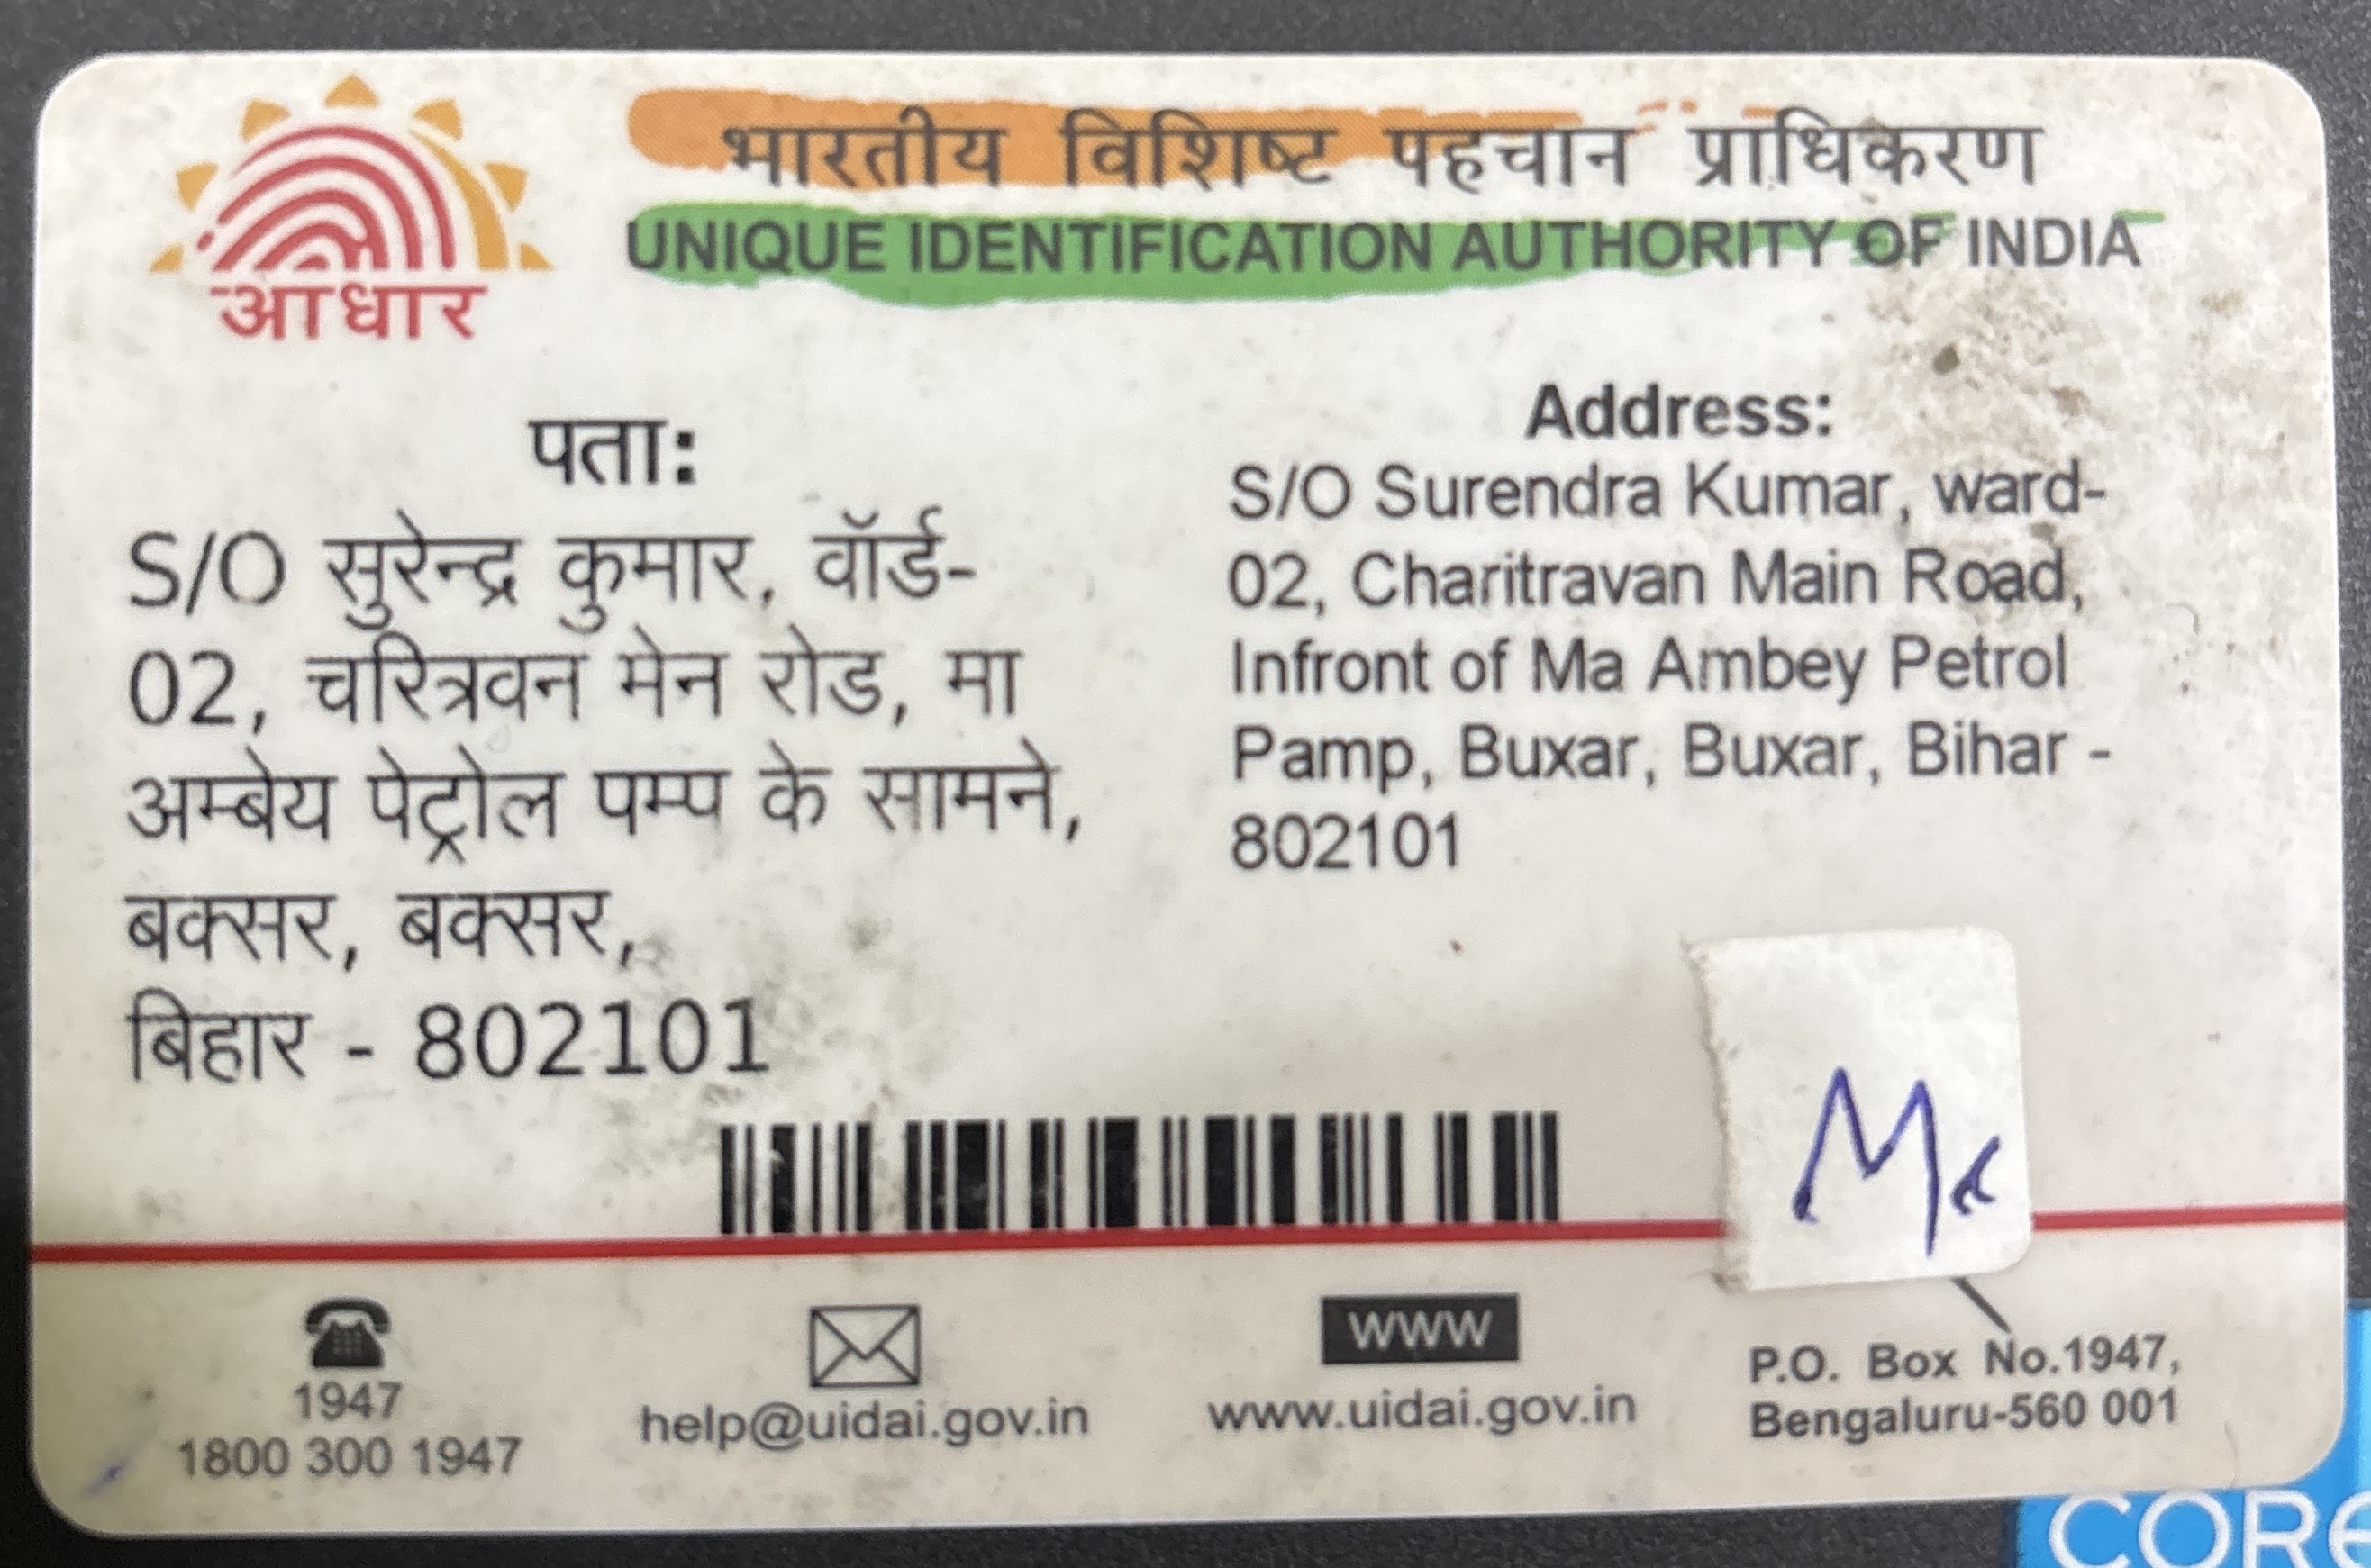 आधार
भारतीय विशिष्ट पहचान प्राधिकरण
UNIQUE IDENTIFICATION AUTHORITY OF INDIA
पता:
S/O सुरेन्द्र कुमार, वॉर्ड-
02, चरित्रवन मेन रोड, मा
अम्बेय पेट्रोल पम्प के सामने,
बक्सर, बक्सर,
बिहार - 802101
Address:
S/O Surendra Kumar, ward-
02, Charitravan Main Road,
Infront of Ma Ambey Petrol
Pamp, Buxar, Buxar, Bihar -
802101
1947
1800 300 1947
help@uidai.gov.in
WWW
www.uidai.gov.in
P.O. Box No.1947,
Bengaluru-560 001
CORe